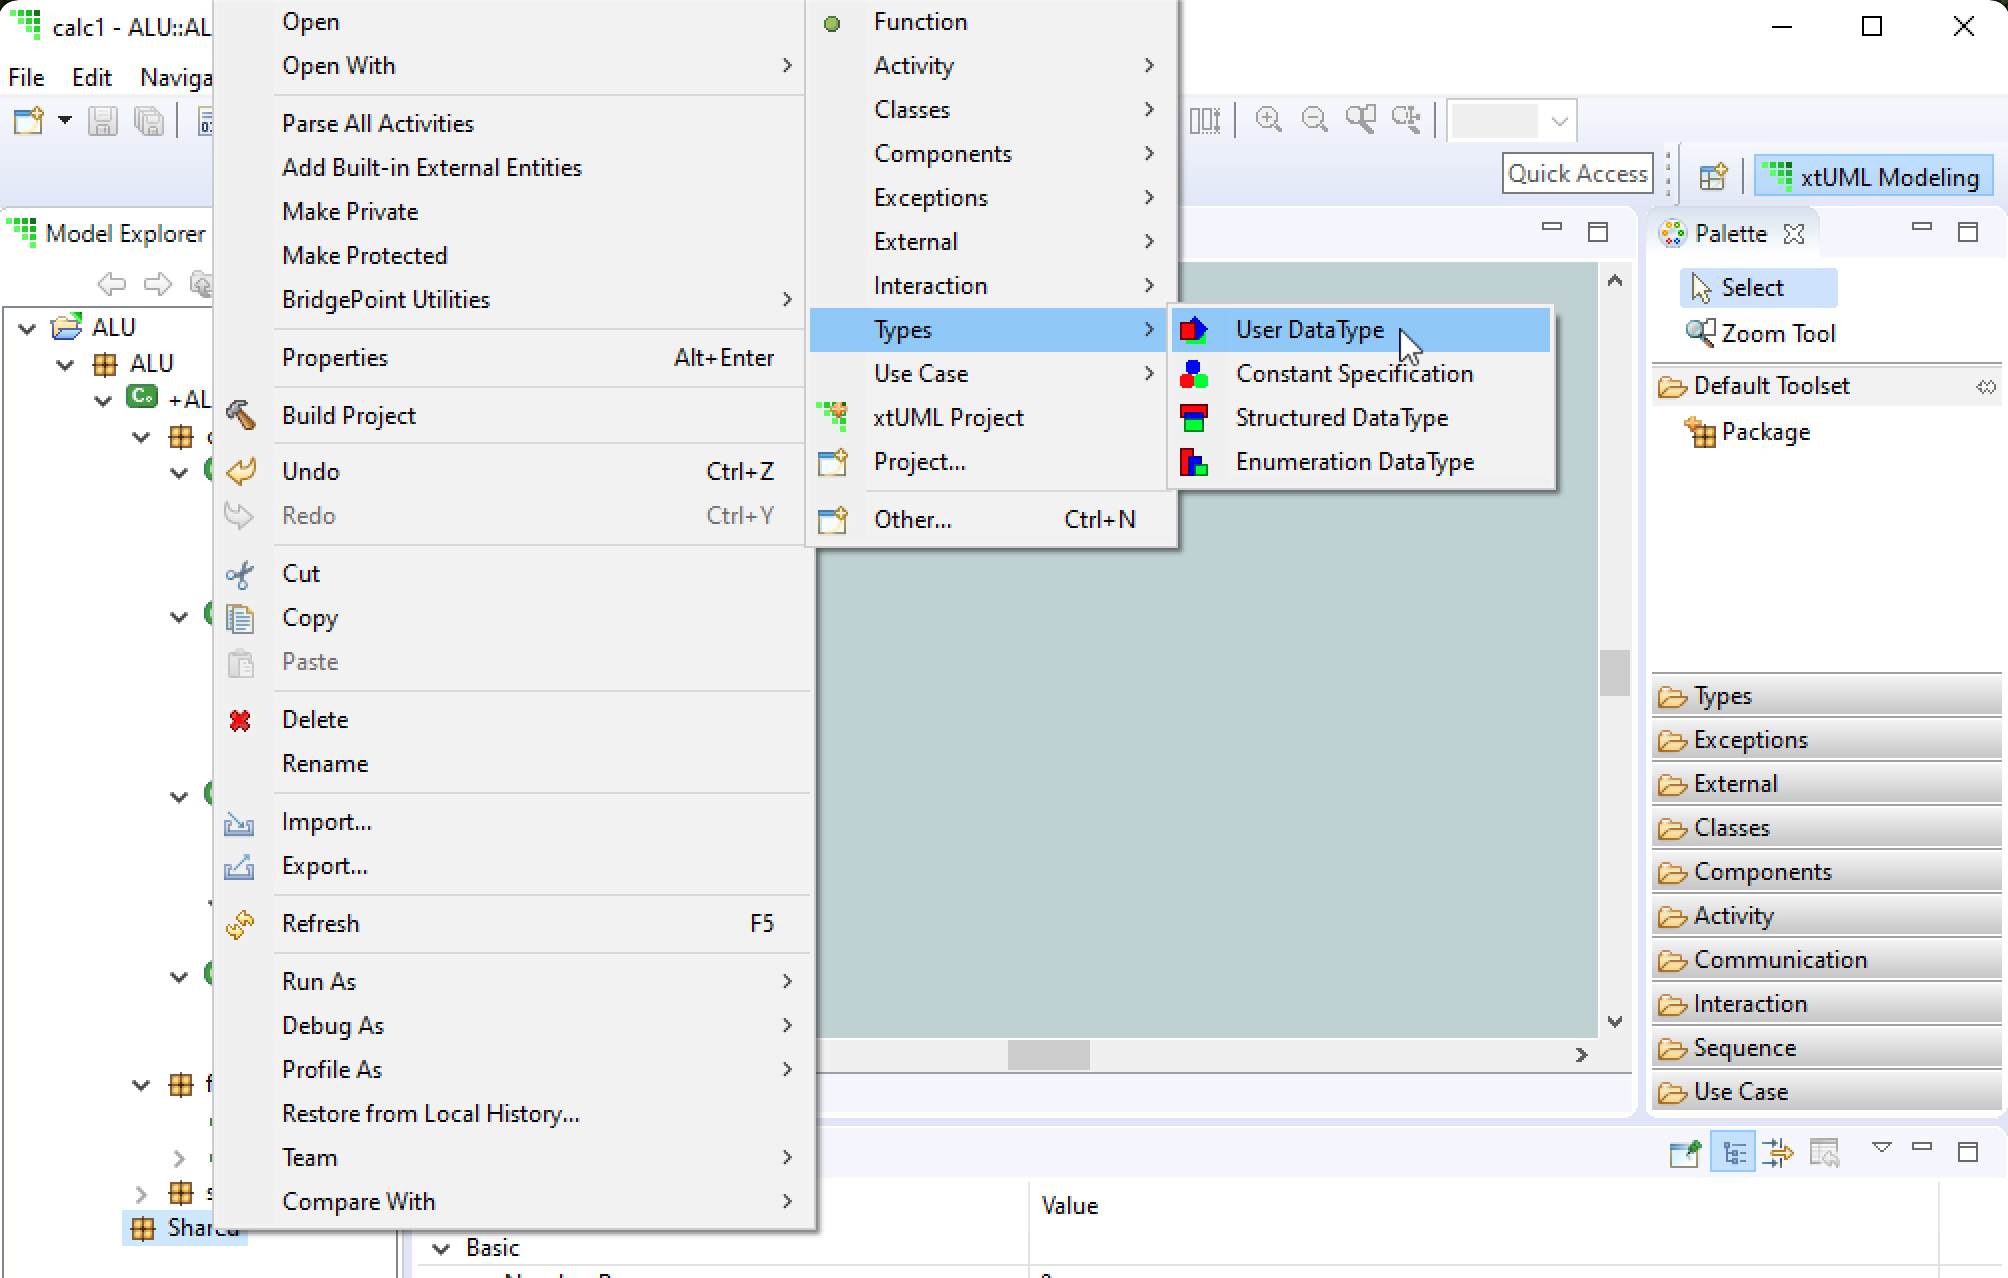 calc1 - ALU::AL
File Edit Naviga
Quick Access
xtUML Modeling
Model Explorer
ALU
ALU
+AL
Shared
Open
Open With
Parse All Activities
Add Built-in External Entities
Make Private
Make Protected
BridgePoint Utilities
Properties Alt+Enter
Build Project
Undo Ctrl+Z
Redo Ctrl+Y
Cut
Copy
Paste
Delete
Rename
Import...
Export...
Refresh F5
Run As
Debug As
Profile As
Restore from Local History...
Team
Compare With
Function
Activity
Classes
Components
Exceptions
External
Interaction
Types
Use Case
xtUML Project
Project...
Other... Ctrl+N
User DataType
Constant Specification
Structured DataType
Enumeration DataType
Palette
Select
Zoom Tool
Default Toolset
Package
Types
Exceptions
External
Classes
Components
Activity
Communication
Interaction
Sequence
Use Case
Value
Basic